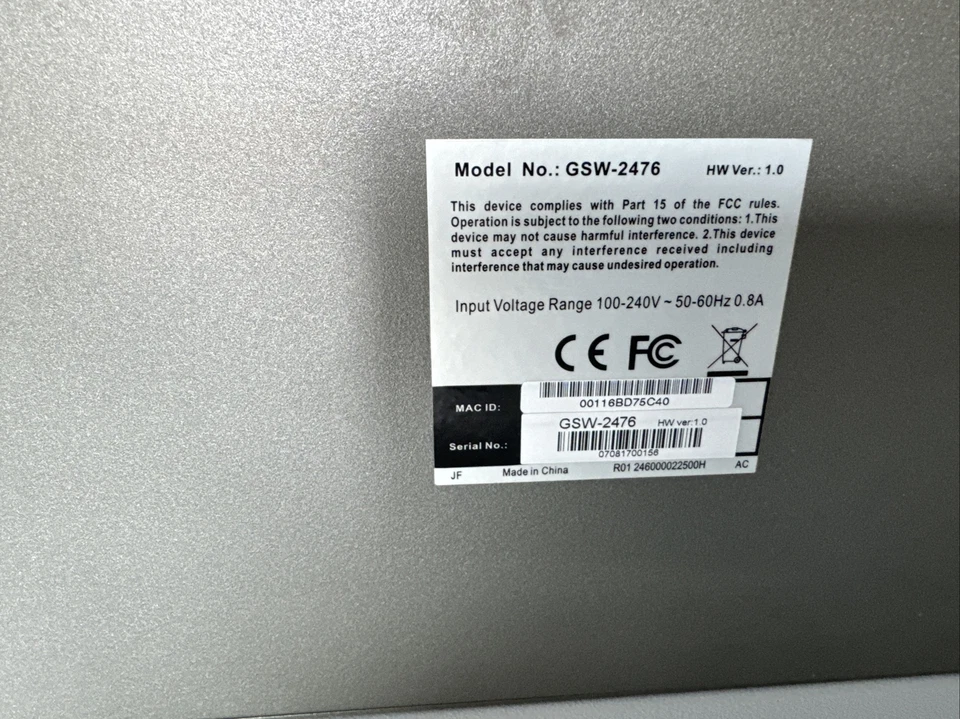 Model No.: GSW-2476 HW Ver.: 1.0
This device complies with Part 15 of the FCC rules.
Operation is subject to the following two conditions: 1.This
device may not cause harmful interference. 2.This device
must accept any interference received including
interference that may cause undesired operation.
Input Voltage Range 100-240V ~ 50-60Hz 0.8A
CE FC
MAC ID:
00116BD75C40
GSW-2476 HW ver:1.0
Serial No.:
07081700156
JF Made in China R01 246000022500H AC